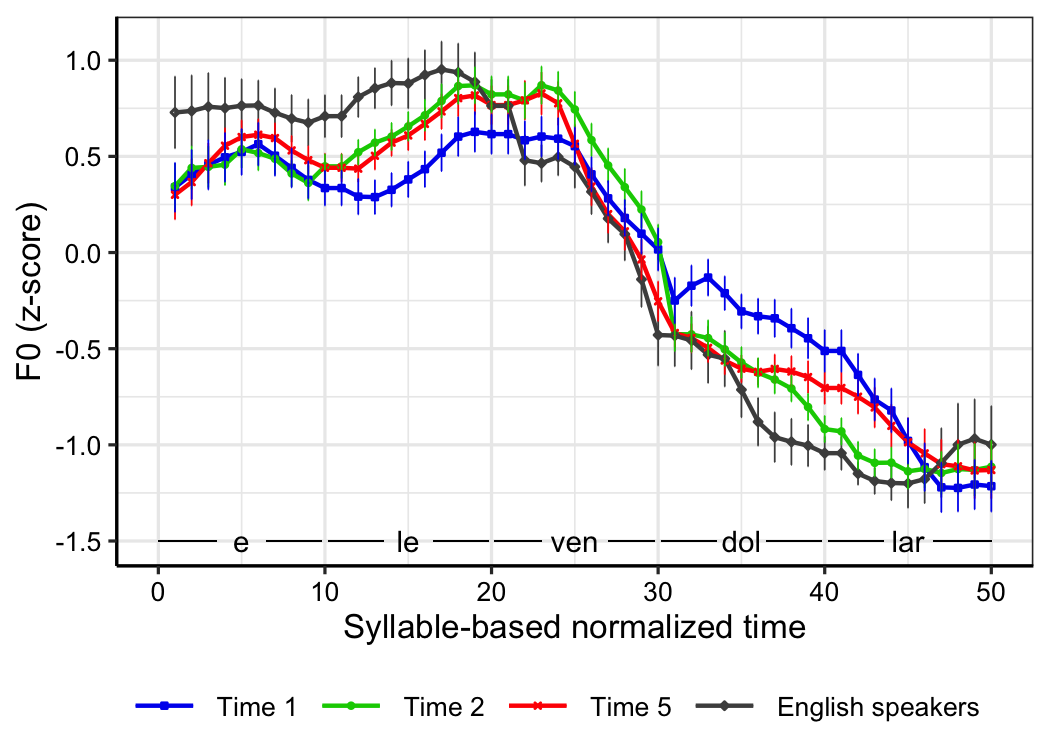 F0 (z-score)
1.0
0.5
0.0
-0.5
-1.0
-1.5
e le ven dol lar
0 10 20 30 40 50
Syllable-based normalized time
Time 1 Time 2 Time 5 English speakers